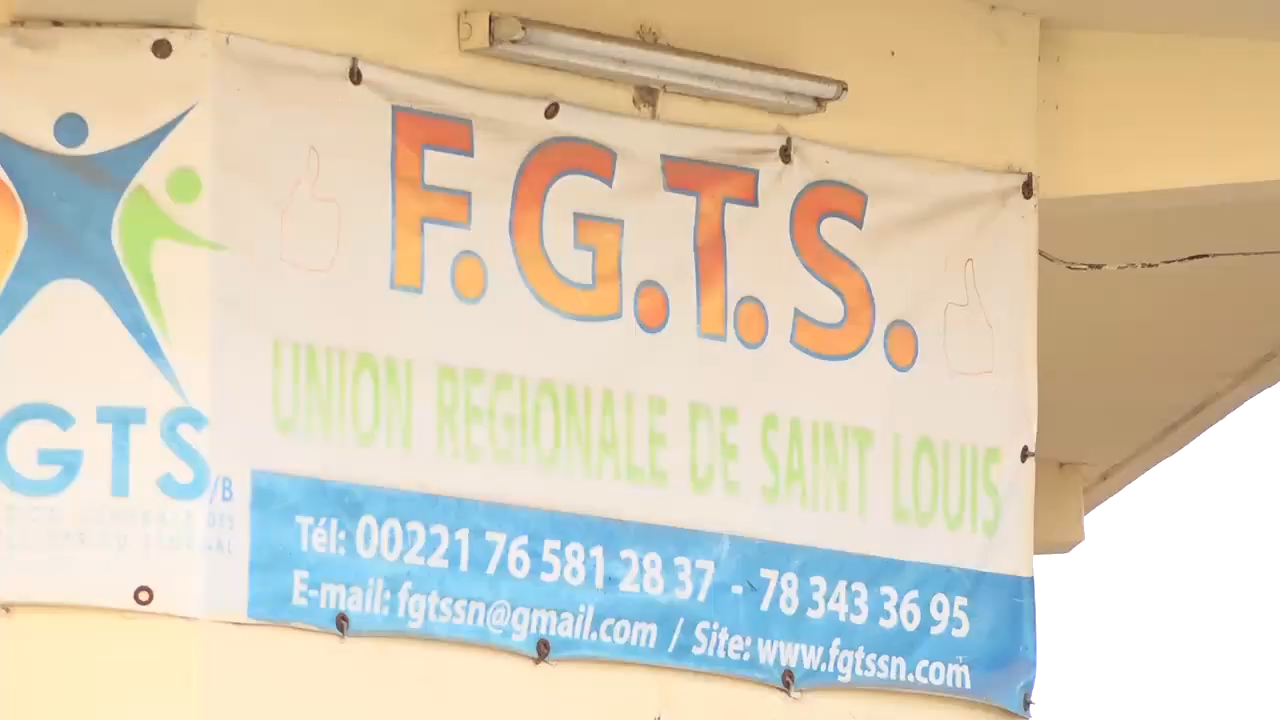 F.G.T.S.
UNION REGIONALE DE SAINT LOUIS
Tél: 00221 76 581 28 37 - 78 343 36 95
E-mail: fgtssn@gmail.com / Site: www.fgtssn.com
GTS/B